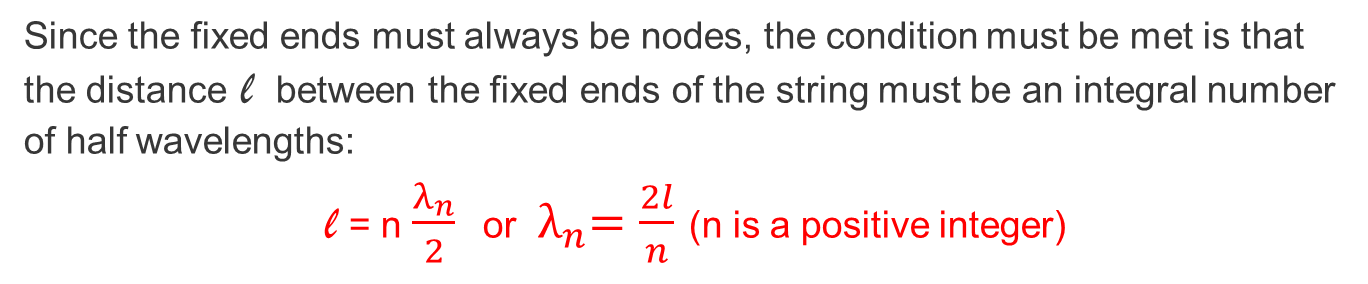 Since the fixed ends must always be nodes, the condition must be met is that
the distance ℓ between the fixed ends of the string must be an integral number
of half wavelengths:
ℓ = n λₙ/2 or λₙ = 2l/n (n is a positive integer)